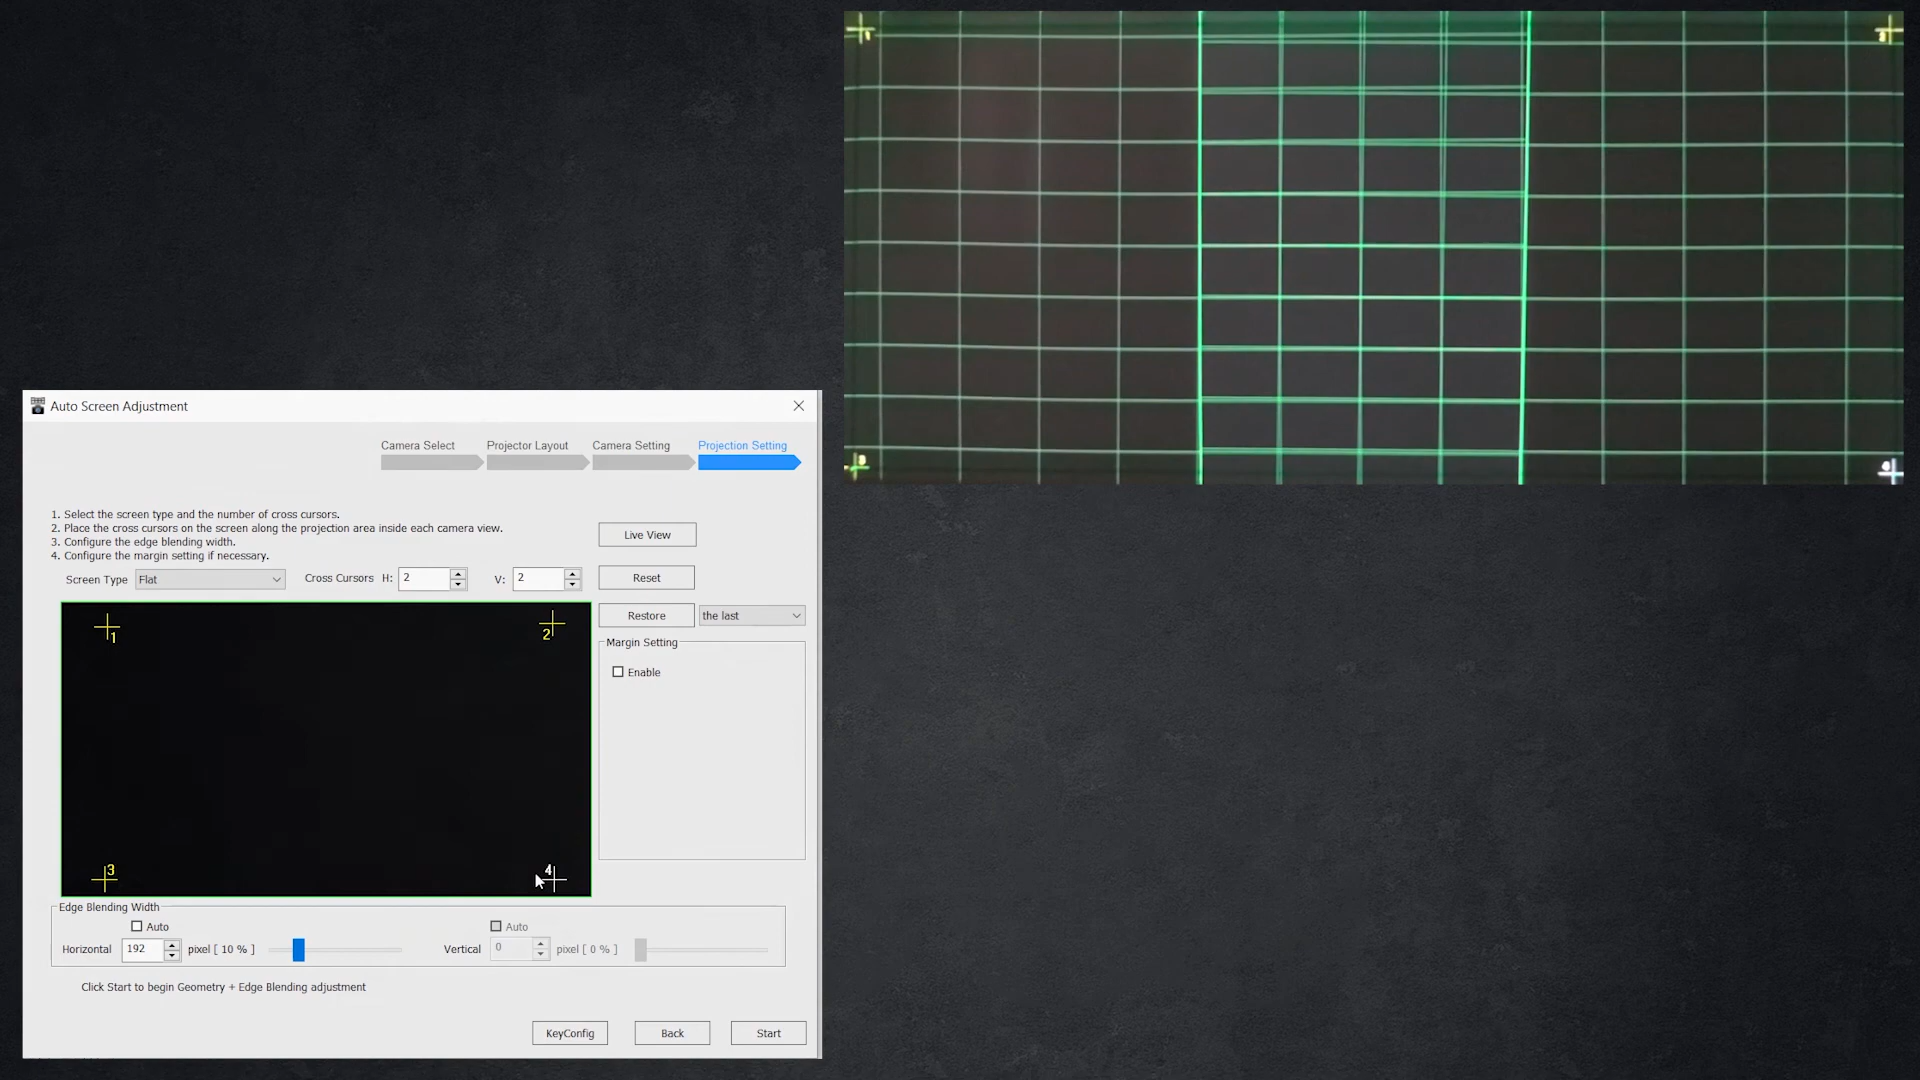 Auto Screen Adjustment
Camera Select Projector Layout Camera Setting Projection Setting
1. Select the screen type and the number of cross cursors.
2. Place the cross cursors on the screen along the projection area inside each camera view.
3. Configure the edge blending width.
4. Configure the margin setting if necessary.
Live View
Screen Type Flat Cross Cursors H: 2 V: 2 Reset
Restore the last
Margin Setting
Enable
1
2
3
4
Edge Blending Width
Auto Auto
Horizontal 192 pixel [ 10 % ] Vertical 0 pixel [ 0 % ]
Click Start to begin Geometry + Edge Blending adjustment
KeyConfig Back Start